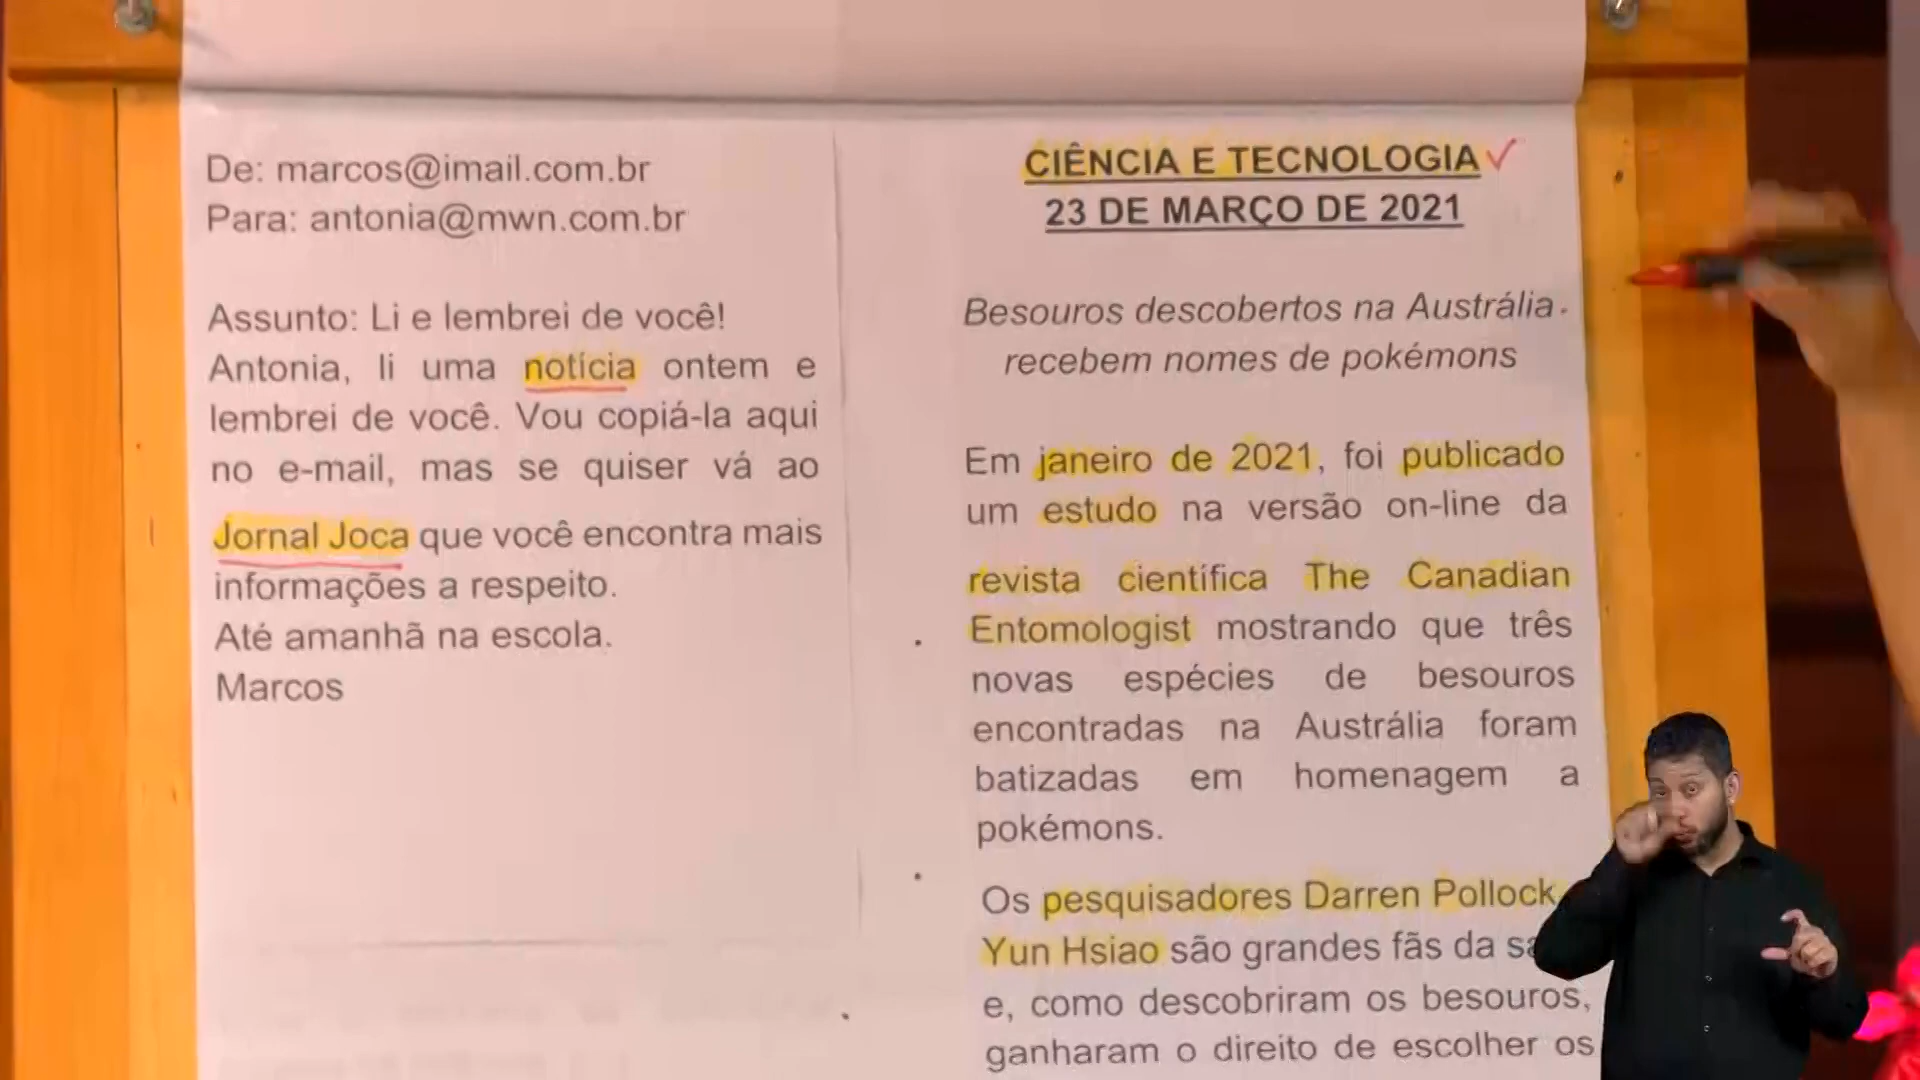 De: marcos@imail.com.br
Para: antonia@mwn.com.br
Assunto: Li e lembrei de você!
Antonia, li uma notícia ontem e
lembrei de você. Vou copiá-la aqui
no e-mail, mas se quiser vá ao
Jornal Joca que você encontra mais
informações a respeito.
Até amanhã na escola.
Marcos
CIÊNCIA E TECNOLOGIA
23 DE MARÇO DE 2021
Besouros descobertos na Austrália
recebem nomes de pokémons
Em janeiro de 2021, foi publicado
um estudo na versão on-line da
revista científica The Canadian
Entomologist mostrando que três
novas espécies de besouros
encontradas na Austrália foram
batizadas em homenagem a
pokémons.
Os pesquisadores Darren Pollock
Yun Hsiao são grandes fãs da
e, como descobriram os besouros,
ganharam o direito de escolher os